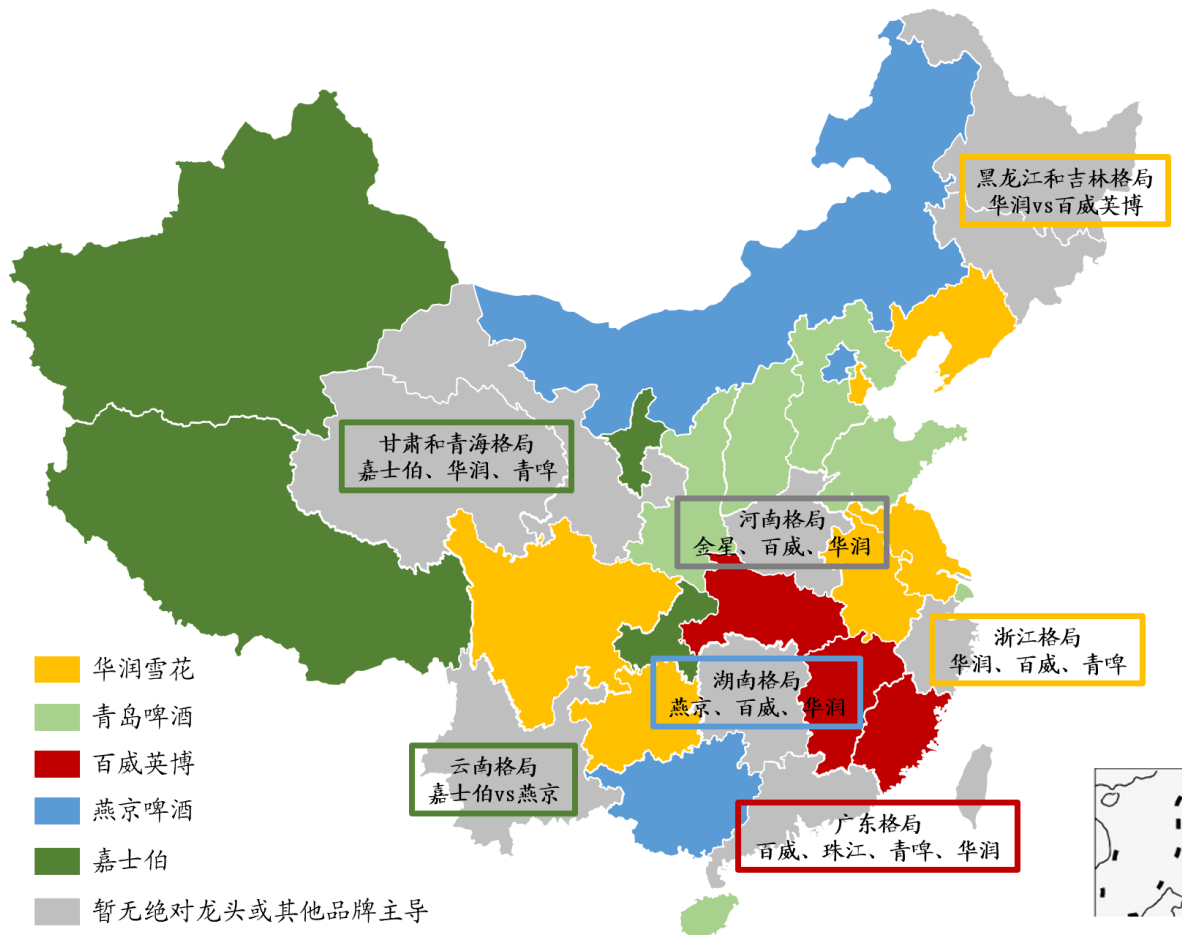 黑龙江和吉林格局
华润vs百威英博
甘肃和青海格局
嘉士伯、华润、青啤
河南格局
金星、百威、华润
浙江格局
华润、百威、青啤
湖南格局
燕京、百威、华润
云南格局
嘉士伯vs燕京
广东格局
百威、珠江、青啤、华润
华润雪花
青岛啤酒
百威英博
燕京啤酒
嘉士伯
暂无绝对龙头或其他品牌主导